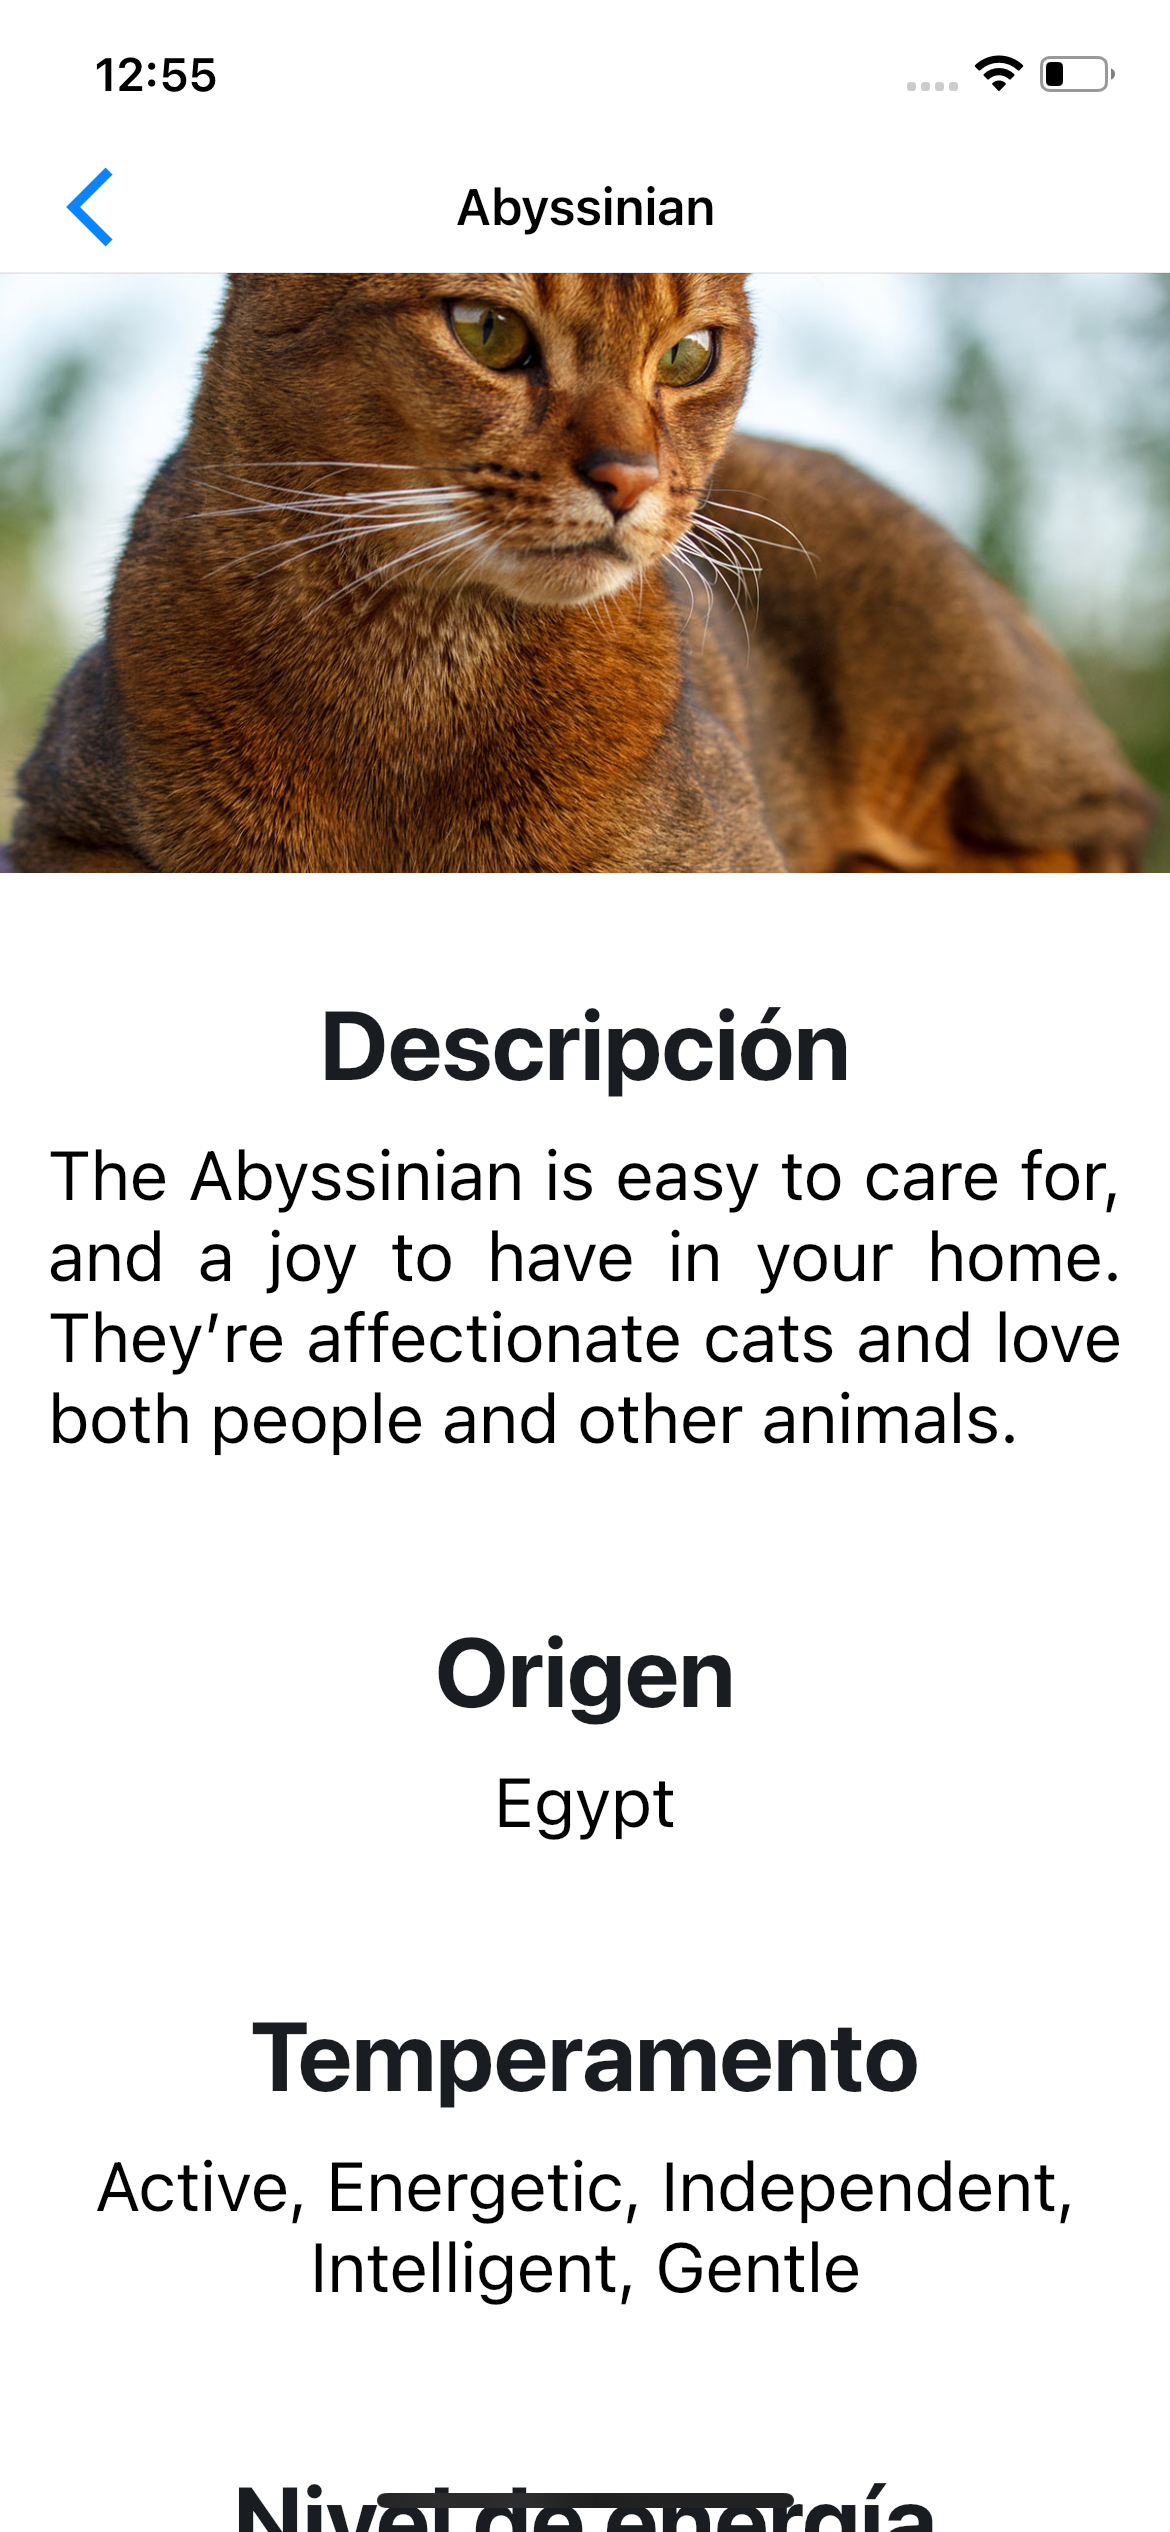 12:55
Abyssinian
Descripción
The Abyssinian is easy to care for,
and a joy to have in your home.
They’re affectionate cats and love
both people and other animals.
Origen
Egypt
Temperamento
Active, Energetic, Independent,
Intelligent, Gentle
Nivel de energía